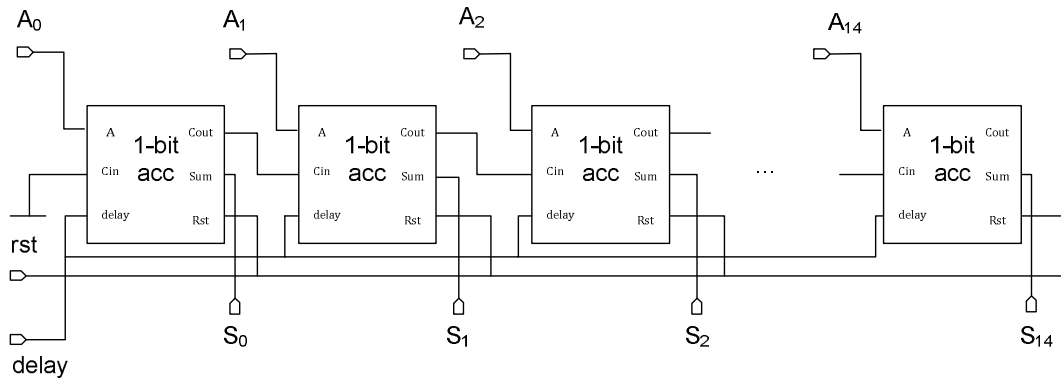 A0 A1 A2 A14
A Cout A Cout A Cout A
1-bit 1-bit 1-bit 1-bit
acc acc acc acc
Cin Sum Cin Sum Cin Sum ... Sum
delay Rst delay Rst delay Rst delay Rst
rst
S0 S1 S2 S14
delay